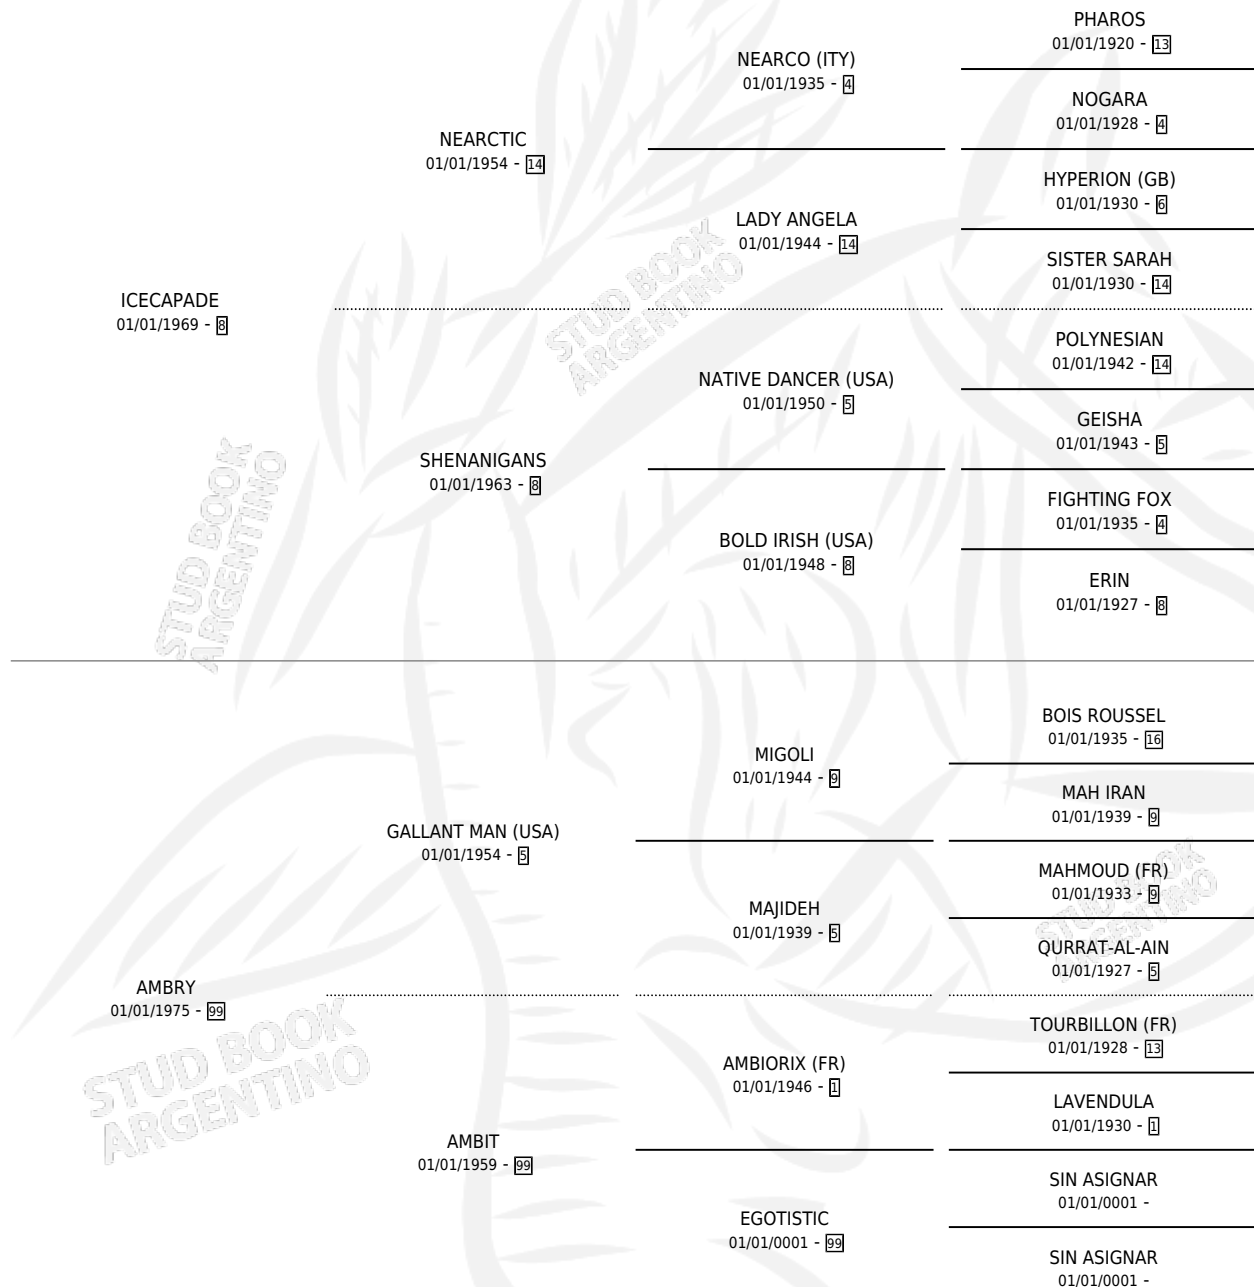 PHAROS
01/01/1920 - 13
NEARCO (ITY)
01/01/1935 - 4
NOGARA
01/01/1928 - 4
NEARCTIC
01/01/1954 - 14
HYPERION (GB)
01/01/1930 - 6
LADY ANGELA
01/01/1944 - 14
SISTER SARAH
01/01/1930 - 14
ICECAPADE
01/01/1969 - 8
POLYNESIAN
01/01/1942 - 14
NATIVE DANCER (USA)
01/01/1950 - 5
GEISHA
01/01/1943 - 5
SHENANIGANS
01/01/1963 - 8
FIGHTING FOX
01/01/1935 - 4
BOLD IRISH (USA)
01/01/1948 - 8
ERIN
01/01/1927 - 8
STUD BOOK
ARGENTINO
STUD BOOK
ARGENTINO
BOIS ROUSSEL
01/01/1935 - 16
MIGOLI
01/01/1944 - 9
MAH IRAN
01/01/1939 - 9
GALLANT MAN (USA)
01/01/1954 - 5
MAHMOUD (FR)
01/01/1933 - 9
MAJIDEH
01/01/1939 - 5
QURRAT-AL-AIN
01/01/1927 - 5
STUD BOOK
ARGENTINO
AMBRY
01/01/1975 - 99
TOURBILLON (FR)
01/01/1928 - 13
AMBIORIX (FR)
01/01/1946 - 1
LAVENDULA
01/01/1930 - 1
AMBIT
01/01/1959 - 99
SIN ASIGNAR
01/01/0001 -
EGOTISTIC
01/01/0001 - 99
SIN ASIGNAR
01/01/0001 -
STUD BOOK
ARGENTINO